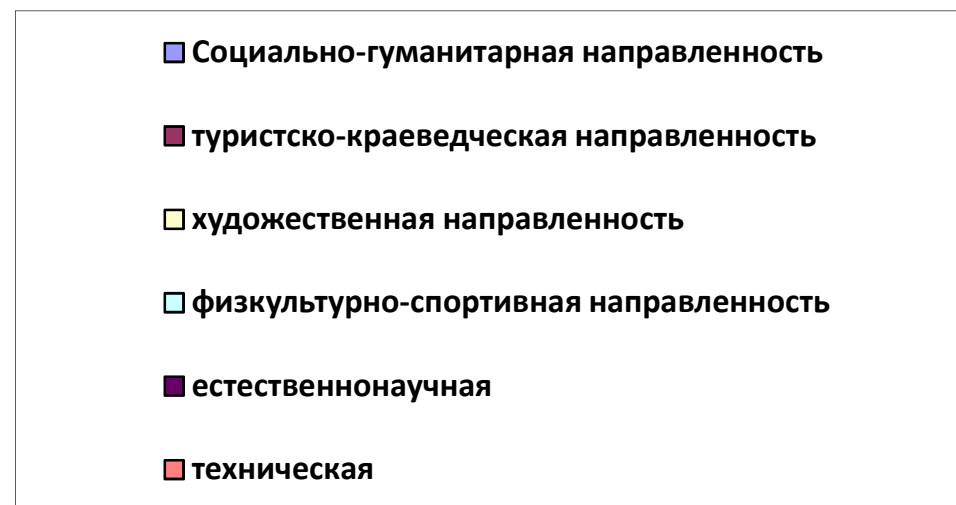 Социально-гуманитарная направленность
туристско-краеведческая направленность
художественная направленность
физкультурно-спортивная направленность
естественнонаучная
техническая